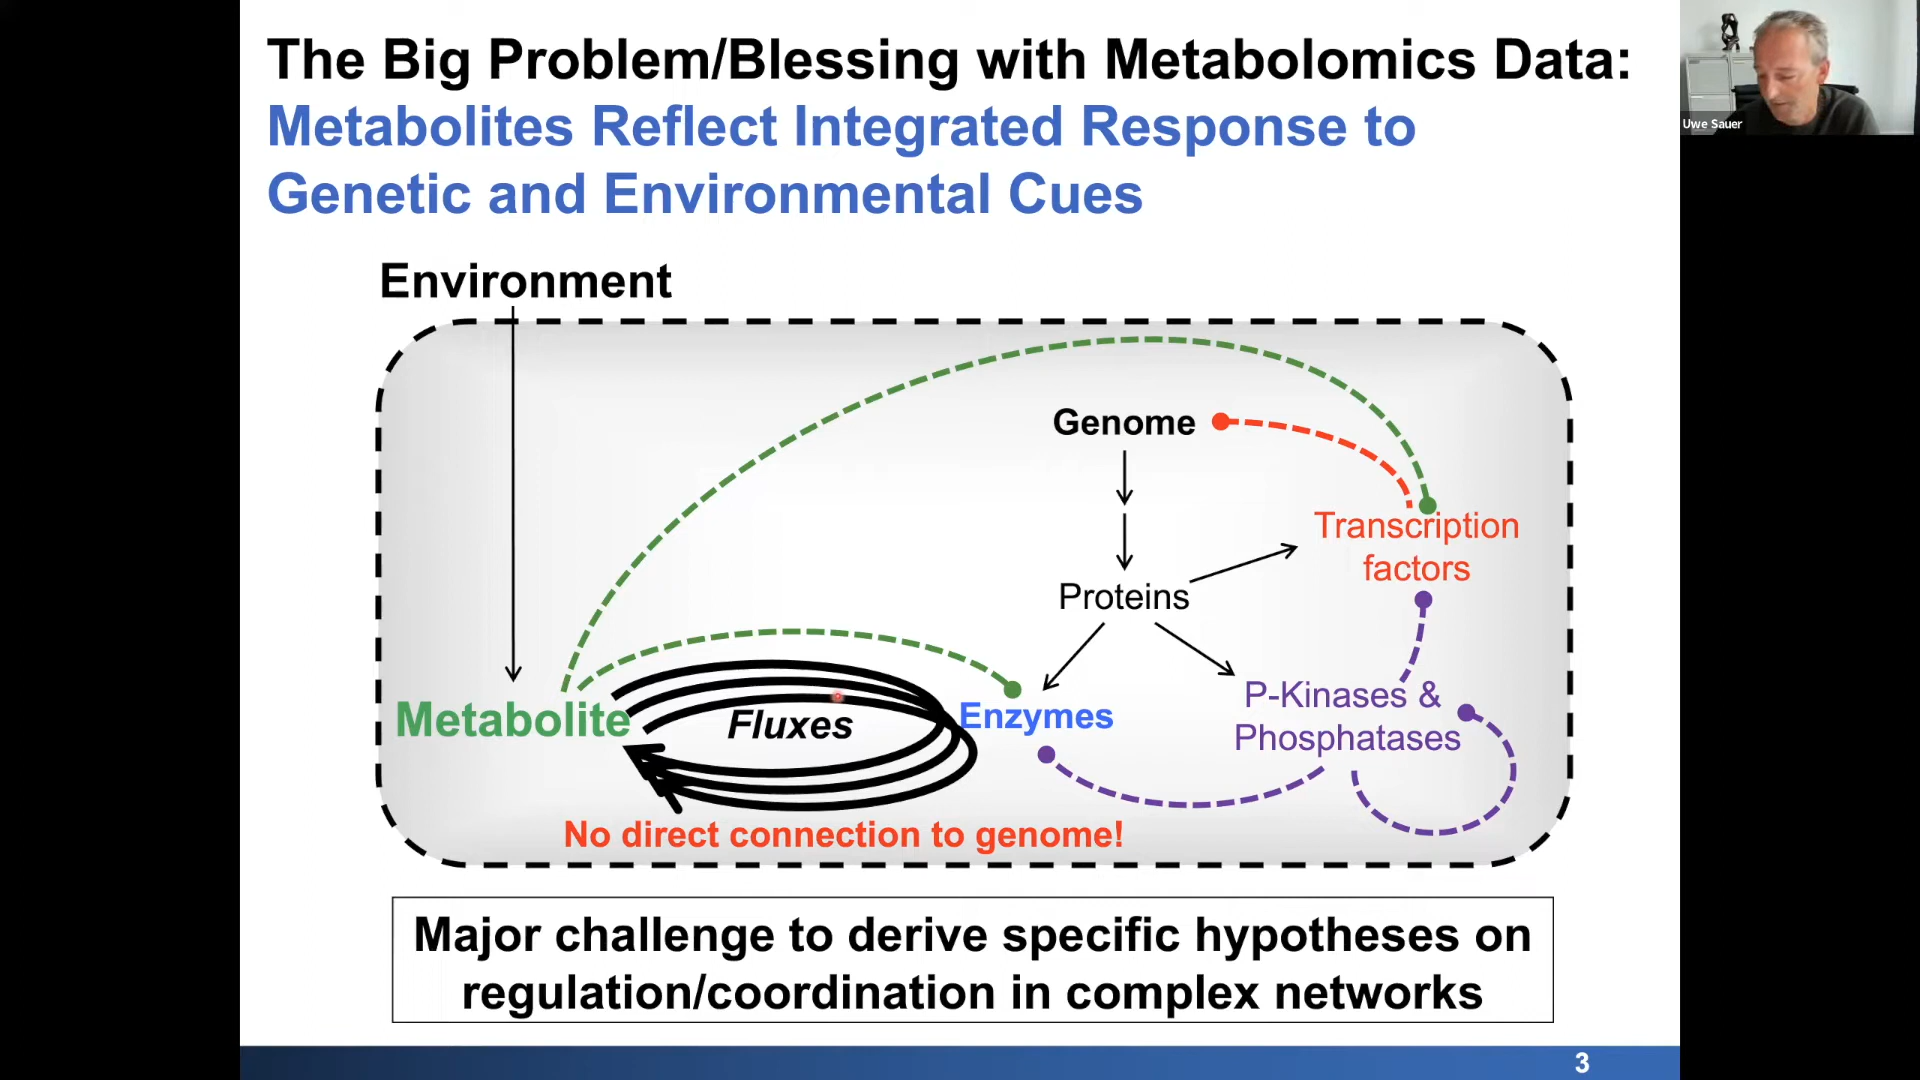 The Big Problem/Blessing with Metabolomics Data:
Metabolites Reflect Integrated Response to
Genetic and Environmental Cues
Uwe Sauer
Environment
Genome
Transcription
factors
Proteins
Metabolite
Fluxes
Enzymes
P-Kinases &
Phosphatases
No direct connection to genome!
Major challenge to derive specific hypotheses on
regulation/coordination in complex networks
3